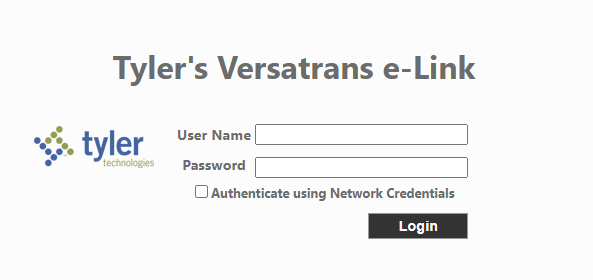 Tyler's Versatrans e-Link
tyler
technologies
User Name
Password
Authenticate using Network Credentials
Login